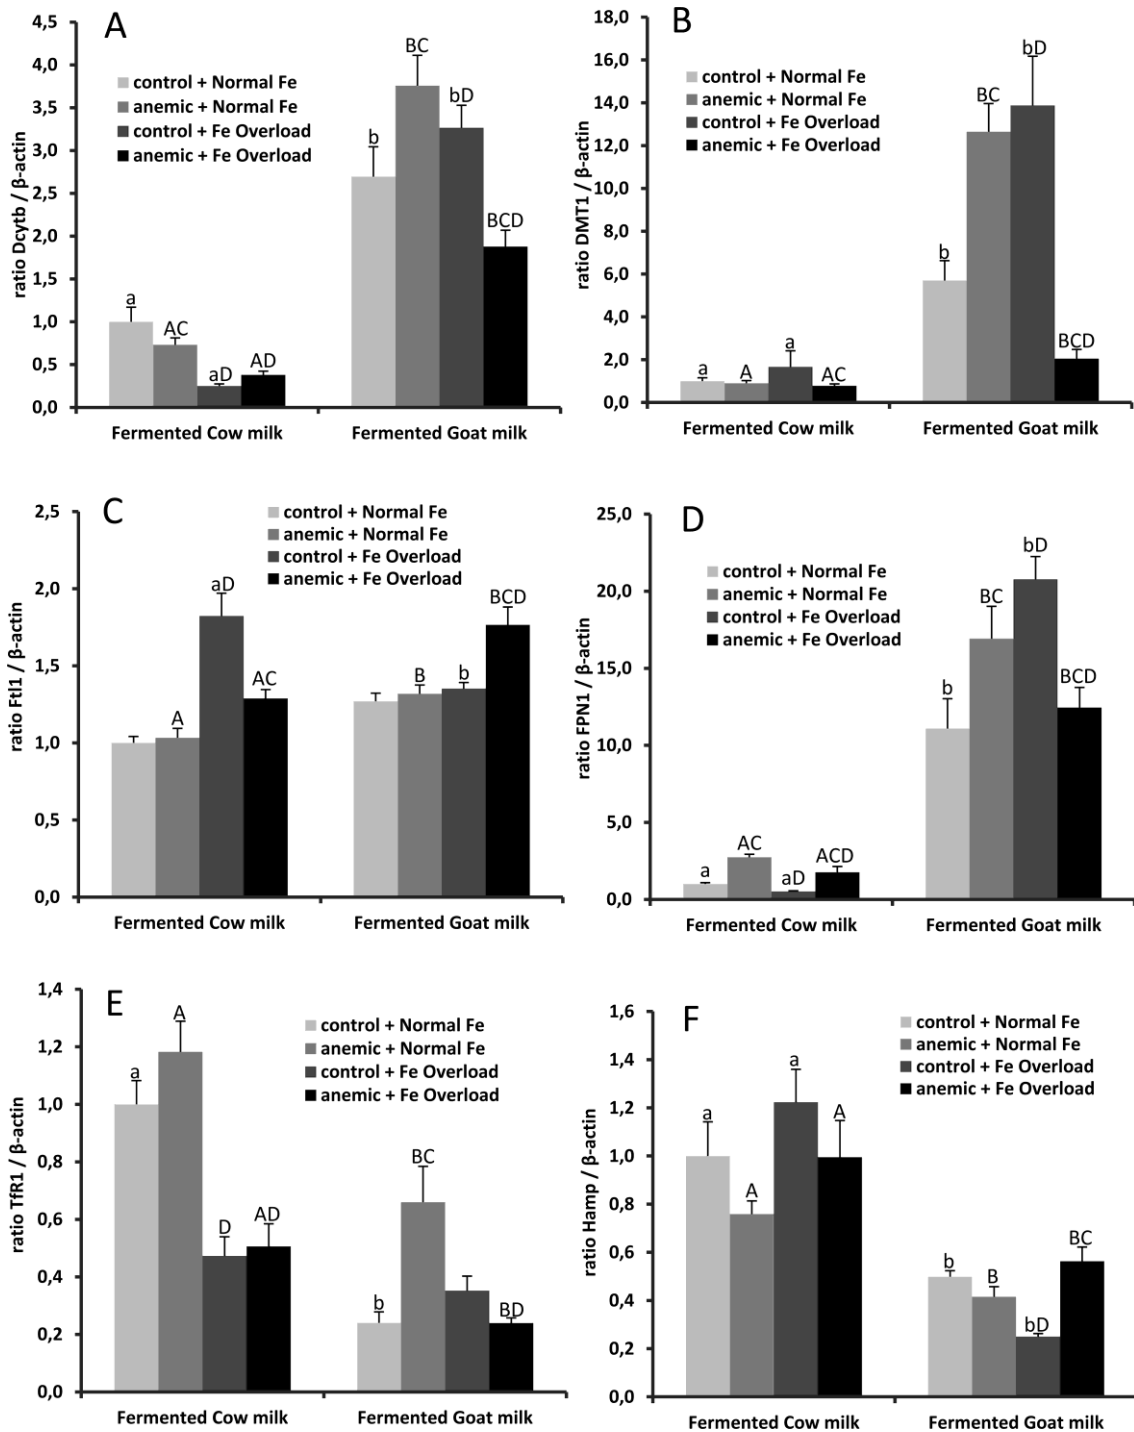 A
ratio Dcytb / β-actin
4,5
4,0
3,5
3,0
2,5
2,0
1,5
1,0
0,5
0,0
control + Normal Fe
anemic + Normal Fe
control + Fe Overload
anemic + Fe Overload
a
AC
aD
AD
b
BC
bD
BCD
Fermented Cow milk
Fermented Goat milk
B
ratio DMT1 / β-actin
18,0
16,0
14,0
12,0
10,0
8,0
6,0
4,0
2,0
0,0
control + Normal Fe
anemic + Normal Fe
control + Fe Overload
anemic + Fe Overload
a
A
a
AC
b
BC
bD
BCD
Fermented Cow milk
Fermented Goat milk
C
ratio Ftl1 / β-actin
2,5
2,0
1,5
1,0
0,5
0,0
control + Normal Fe
anemic + Normal Fe
control + Fe Overload
anemic + Fe Overload
A
aD
AC
B
b
BCD
Fermented Cow milk
Fermented Goat milk
D
ratio FPN1 / β-actin
25,0
20,0
15,0
10,0
5,0
0,0
control + Normal Fe
anemic + Normal Fe
control + Fe Overload
anemic + Fe Overload
a
AC
aD
ACD
b
BC
bD
BCD
Fermented Cow milk
Fermented Goat milk
E
ratio TfR1 / β-actin
1,4
1,2
1,0
0,8
0,6
0,4
0,2
0,0
control + Normal Fe
anemic + Normal Fe
control + Fe Overload
anemic + Fe Overload
a
A
D
AD
b
BC
BD
Fermented Cow milk
Fermented Goat milk
F
ratio Hamp / β-actin
1,6
1,4
1,2
1,0
0,8
0,6
0,4
0,2
0,0
control + Normal Fe
anemic + Normal Fe
control + Fe Overload
anemic + Fe Overload
a
A
a
A
b
B
bD
BC
Fermented Cow milk
Fermented Goat milk